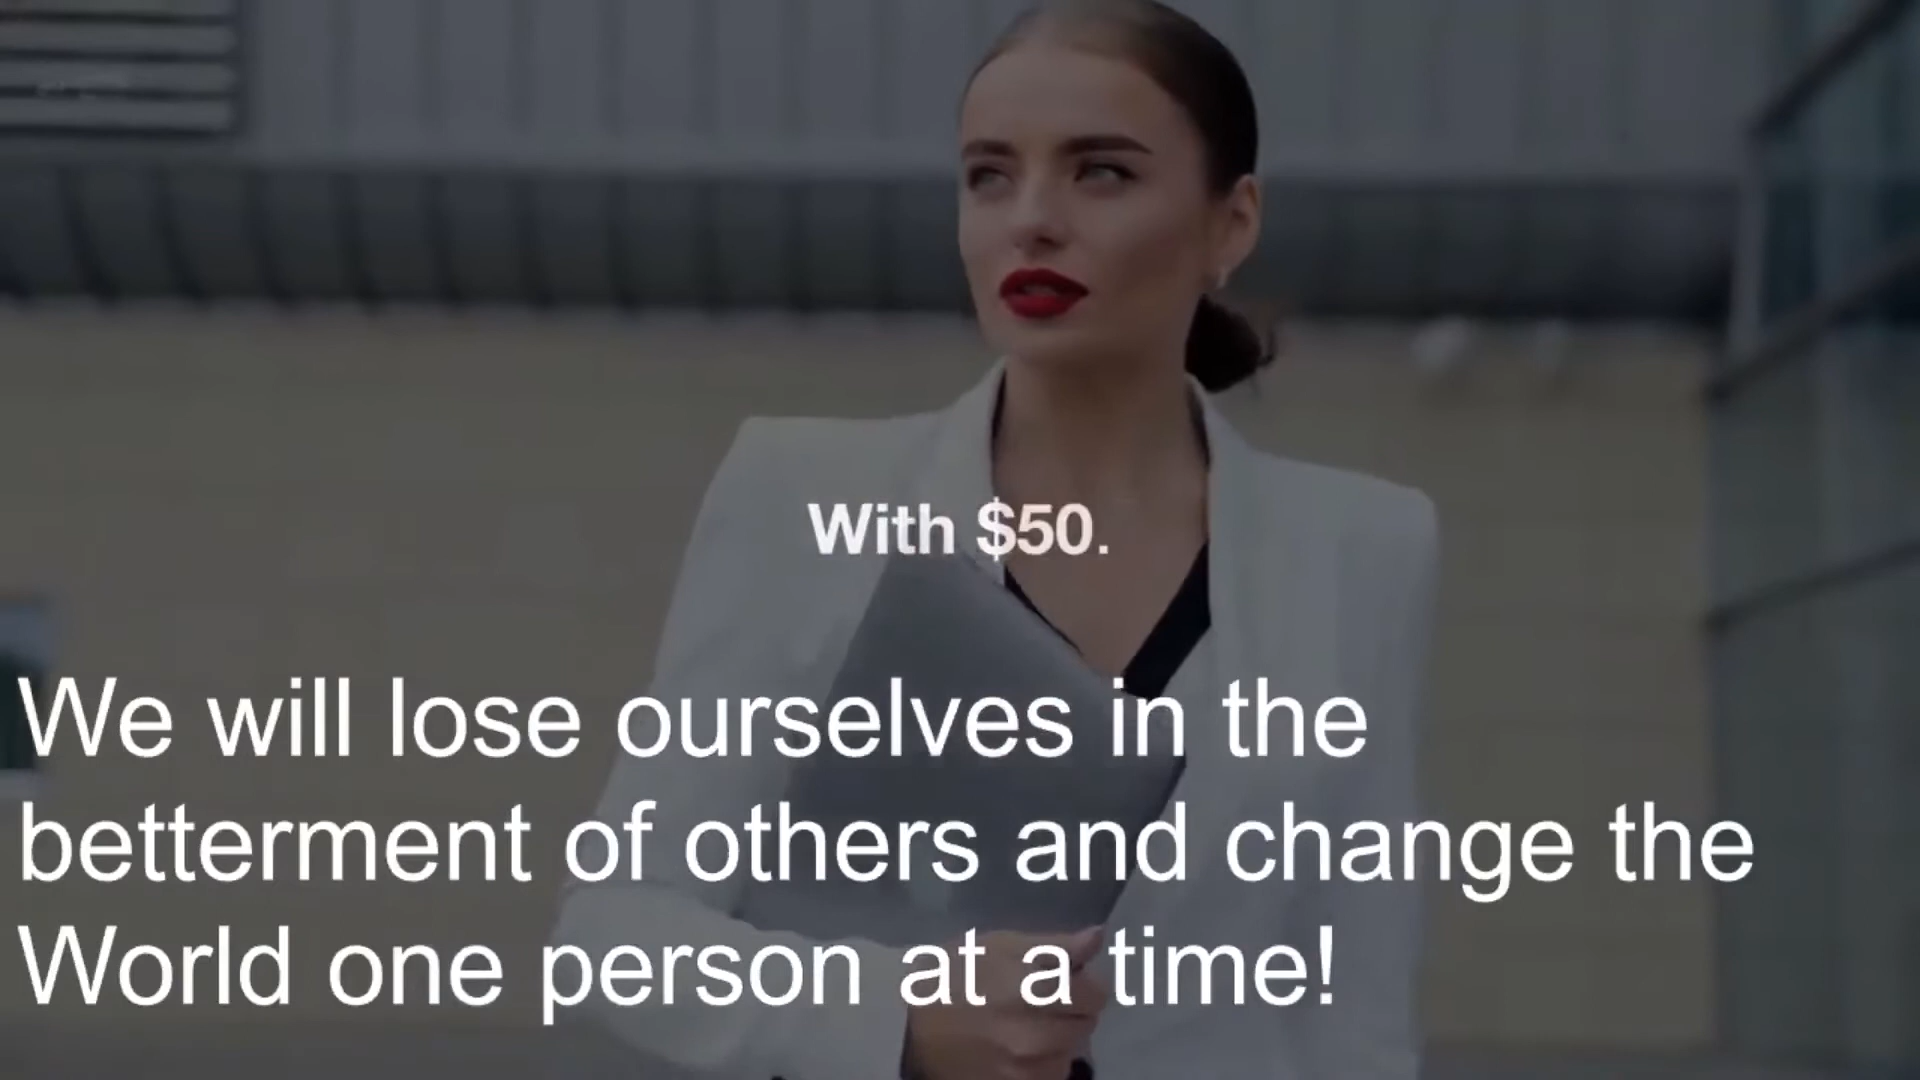 With $50.
We will lose ourselves in the
betterment of others and change the
World one person at a time!